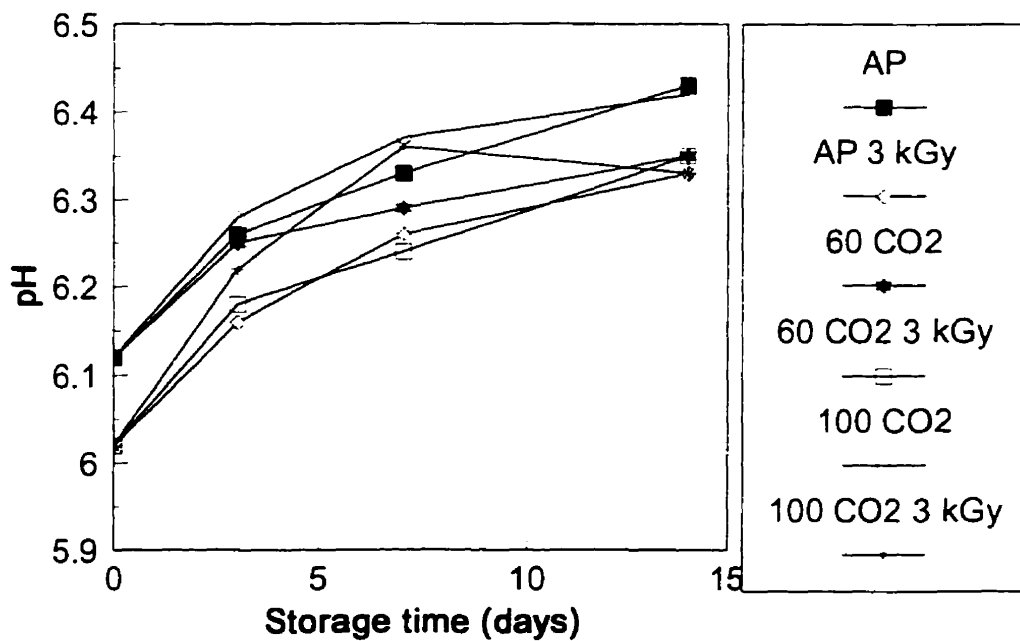 6.5
6.4
6.3
6.2
6.1
6
5.9
pH
0
5
10
15
Storage time (days)
AP
AP 3 kGy
60 CO2
60 CO2 3 kGy
100 CO2
100 CO2 3 kGy